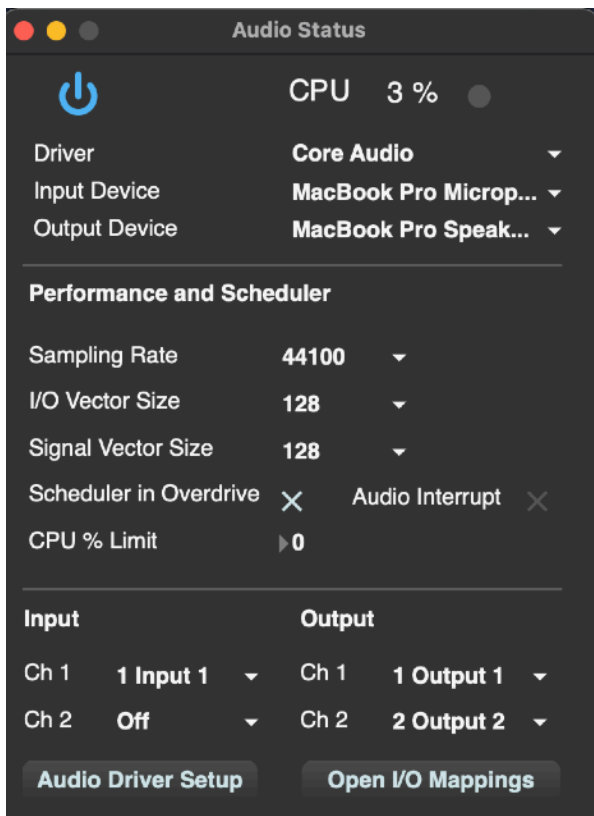 Audio Status
CPU 3 %
Driver Core Audio
Input Device MacBook Pro Microp...
Output Device MacBook Pro Speak...
Performance and Scheduler
Sampling Rate 44100
I/O Vector Size 128
Signal Vector Size 128
Scheduler in Overdrive Audio Interrupt
CPU % Limit 0
Input Output
Ch 1 1 Input 1 Ch 1 1 Output 1
Ch 2 Off Ch 2 2 Output 2
Audio Driver Setup Open I/O Mappings